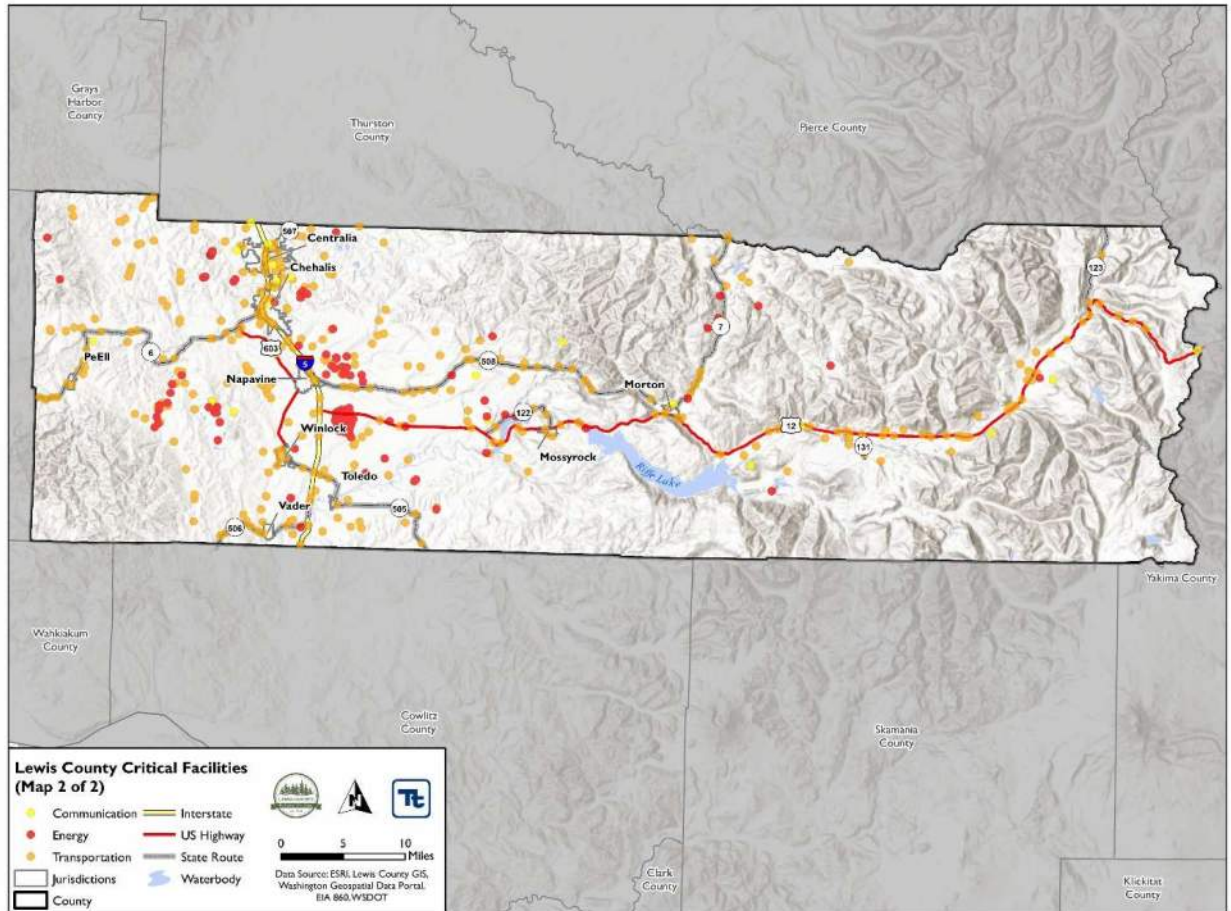 Grays
Harbor
County
Thurston
County
Pierce County
507
Centralia
Chehalis
123
6
PeEll
603
5
7
508
Napavine
Morton
122
12
Winlock
Mossyrock
131
Riffe Lake
Toledo
Vader
505
506
Yakima County
Wahkiakum
County
Cowlitz
County
Skamania
County
Clark
County
Klickitat
County
Lewis County Critical Facilities
(Map 2 of 2)
Communication
Interstate
Energy
US Highway
Transportation
State Route
Jurisdictions
Waterbody
County
N
Tt
0 5 10
Miles
Data Source: ESRI, Lewis County GIS,
Washington Geospatial Data Portal,
EIA 860, WSDOT